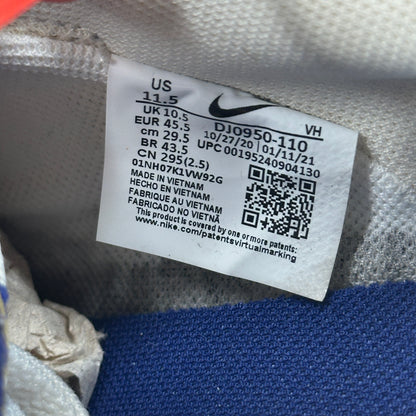 US
11.5
UK 10.5
EUR 45.5
cm 29.5
BR 43.5
CN 295(2.5)
DJ0950-110 VH
10/27/20 01/11/21
UPC 00195240904130
01NH07K1VW92G
MADE IN VIETNAM
HECHO EN VIETNAM
FABRIQUE AU VIETNAM
FABRICADO NO VIETNÃ
This product is covered by one or more patents:
www.nike.com/patentsvirtualmarking